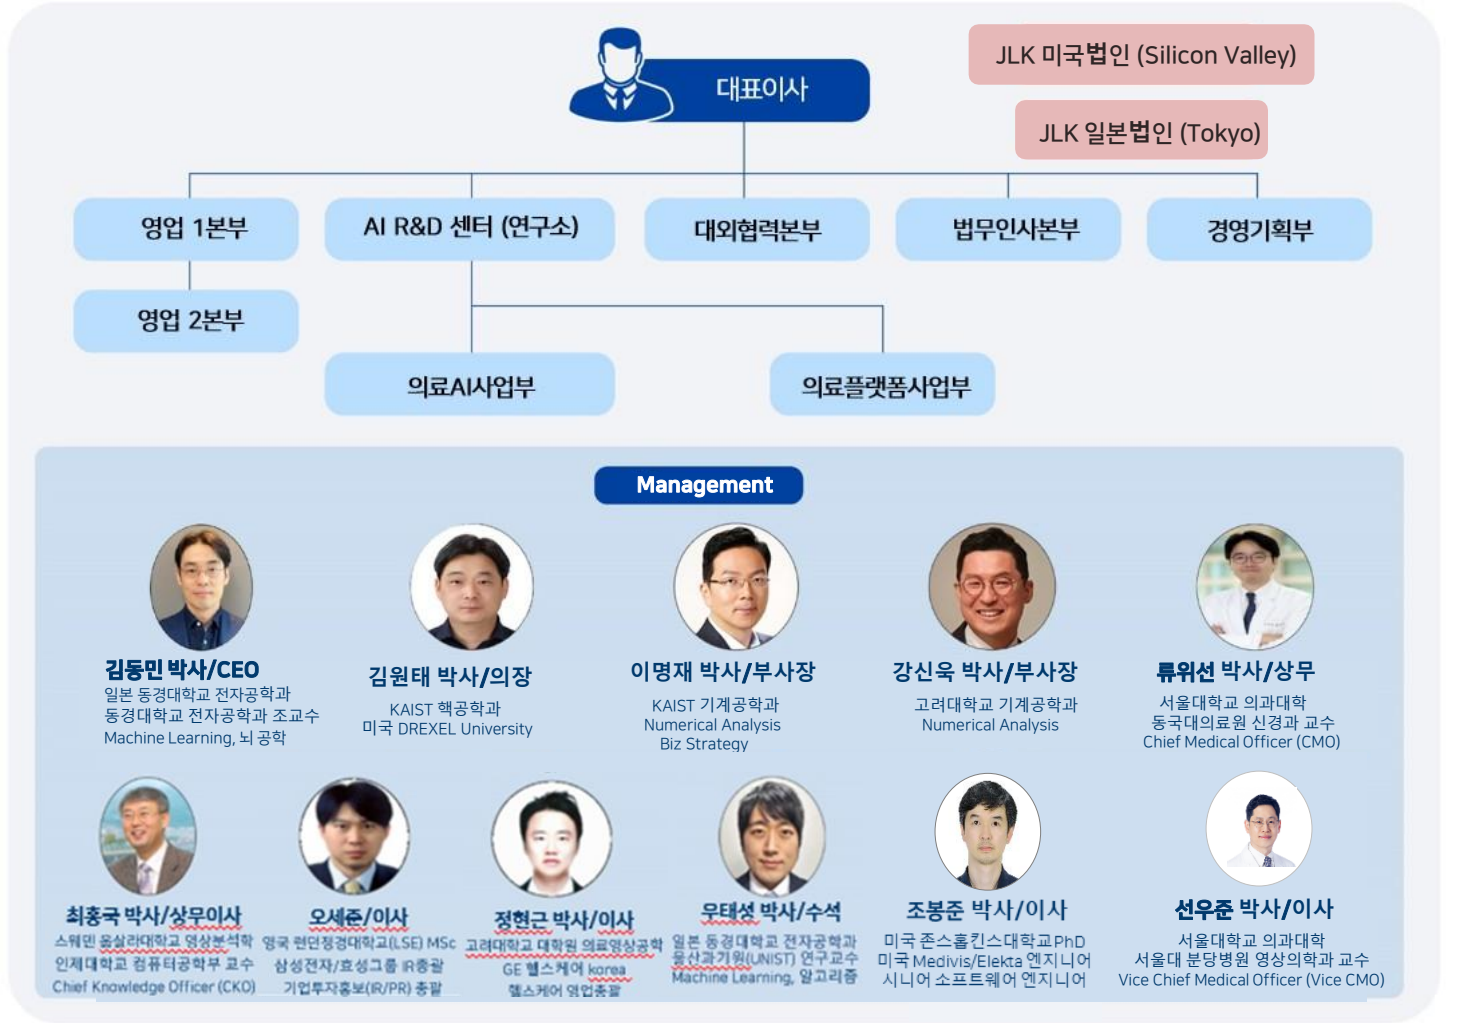 대표이사
JLK 미국법인 (Silicon Valley)
JLK 일본법인 (Tokyo)
영업 1본부
AI R&D 센터 (연구소)
대외협력본부
법무인사본부
경영기획부
영업 2본부
의료AI사업부
의료플랫폼사업부
Management
김동민 박사/CEO
일본 동경대학교 전자공학과
동경대학교 전자공학과 조교수
Machine Learning, 뇌 공학
김원태 박사/의장
KAIST 핵공학과
미국 DREXEL University
이명재 박사/부사장
KAIST 기계공학과
Numerical Analysis
Biz Strategy
강신욱 박사/부사장
고려대학교 기계공학과
Numerical Analysis
류위선 박사/상무
서울대학교 의과대학
동국대의료원 신경과 교수
Chief Medical Officer (CMO)
최흥국 박사/상무이사
스웨덴 웁살라대학교 영상분석학
인제대학교 컴퓨터공학부 교수
Chief Knowledge Officer (CKO)
오세준/이사
영국 런던정경대학교(LSE) MSc
삼성전자/효성그룹 IR총괄
기업투자홍보(IR/PR) 총괄
정현근 박사/이사
고려대학교 대학원 의료영상공학
GE 헬스케어 korea
헬스케어 영업총괄
우태성 박사/수석
일본 동경대학교 전자공학과
울산과기원(UNIST) 연구교수
Machine Learning, 알고리즘
조봉준 박사/이사
미국 존스홉킨스대학교 PhD
미국 Medivis/Elekta 엔지니어
시니어 소프트웨어 엔지니어
선우준 박사/이사
서울대학교 의과대학
서울대 분당병원 영상의학과 교수
Vice Chief Medical Officer (Vice CMO)